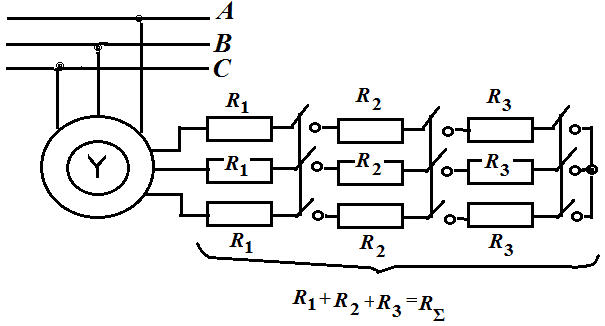 A
B
C
Y
R1 R2 R3
R1 R2 R3
R1 R2 R3
R1+R2+R3=RΣ